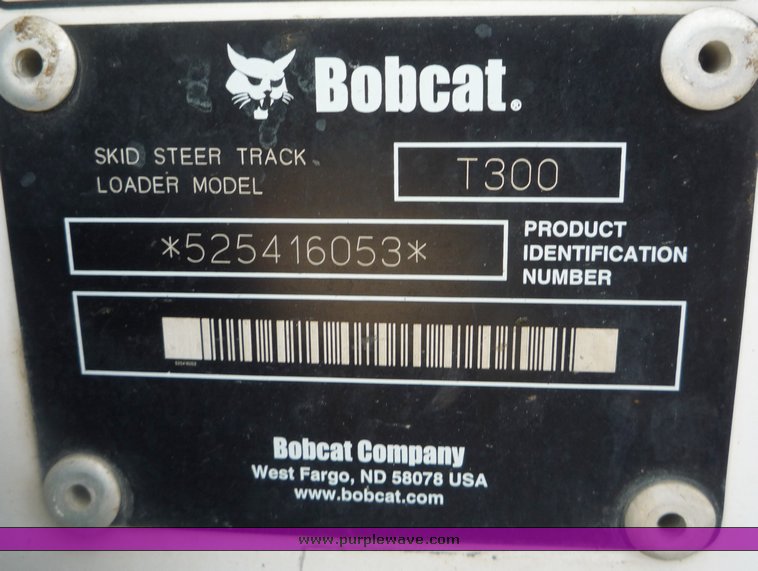 Bobcat®
SKID STEER TRACK
LOADER MODEL
T300
*525416053*
PRODUCT
IDENTIFICATION
NUMBER
Bobcat Company
West Fargo, ND 58078 USA
www.bobcat.com
www.purplewave.com